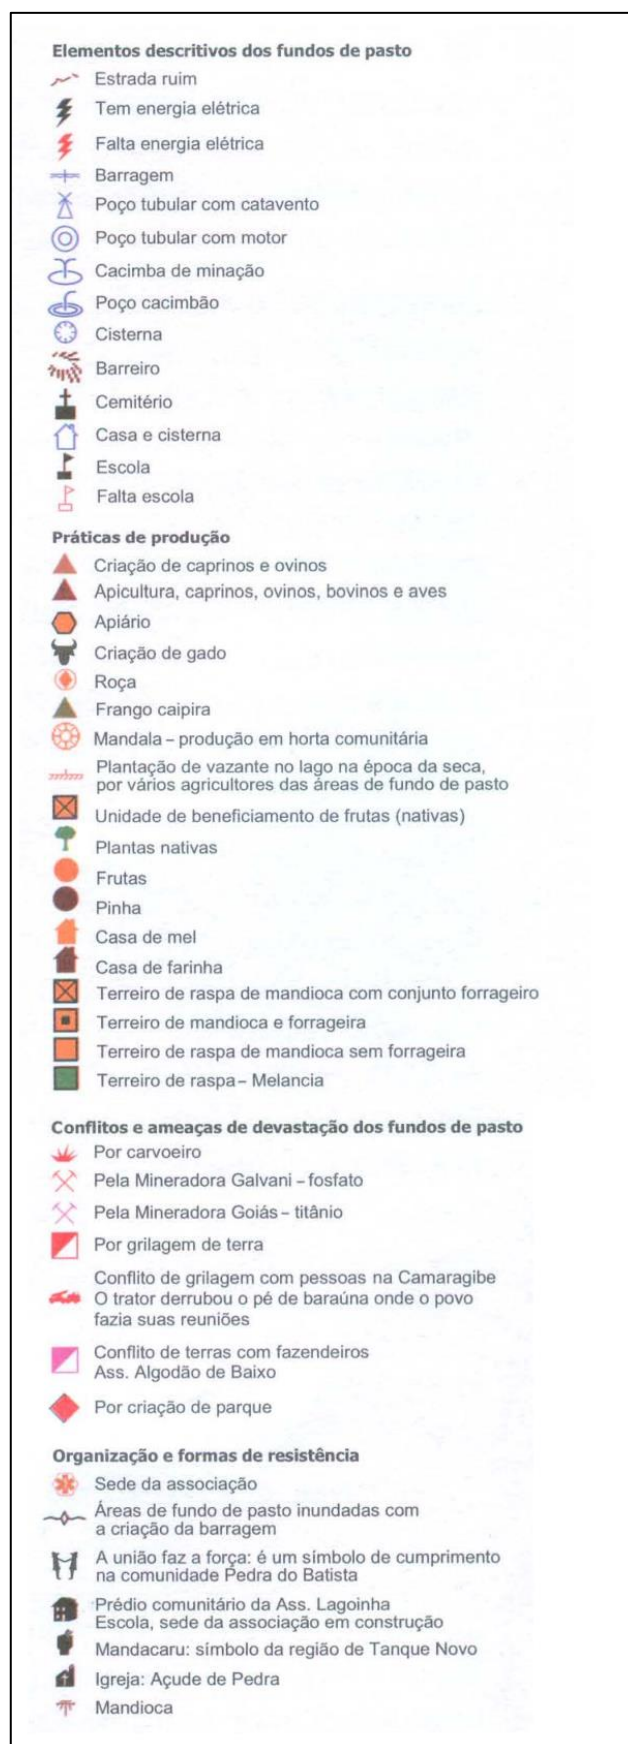 Elementos descritivos dos fundos de pasto
Estrada ruim
Tem energia elétrica
Falta energia elétrica
Barragem
Poço tubular com catavento
Poço tubular com motor
Cacimba de minação
Poço cacimbão
Cisterna
Barreiro
Cemitério
Casa e cisterna
Escola
Falta escola
Práticas de produção
Criação de caprinos e ovinos
Apicultura, caprinos, ovinos, bovinos e aves
Apiário
Criação de gado
Roça
Frango caipira
Mandala – produção em horta comunitária
Plantação de vazante no lago na época da seca,
por vários agricultores das áreas de fundo de pasto
Unidade de beneficiamento de frutas (nativas)
Plantas nativas
Frutas
Pinha
Casa de mel
Casa de farinha
Terreiro de raspa de mandioca com conjunto forrageiro
Terreiro de mandioca e forrageira
Terreiro de raspa de mandioca sem forrageira
Terreiro de raspa – Melancia
Conflitos e ameaças de devastação dos fundos de pasto
Por carvoeiro
Pela Mineradora Galvani – fosfato
Pela Mineradora Goiás – titânio
Por grilagem de terra
Conflito de grilagem com pessoas na Camaragibe
O trator derrubou o pé de baraúna onde o povo
fazia suas reuniões
Conflito de terras com fazendeiros
Ass. Algodão de Baixo
Por criação de parque
Organização e formas de resistência
Sede da associação
Áreas de fundo de pasto inundadas com
a criação da barragem
A união faz a força: é um símbolo de cumprimento
na comunidade Pedra do Batista
Prédio comunitário da Ass. Lagoinha
Escola, sede da associação em construção
Mandacaru: símbolo da região de Tanque Novo
Igreja: Açude de Pedra
Mandioca